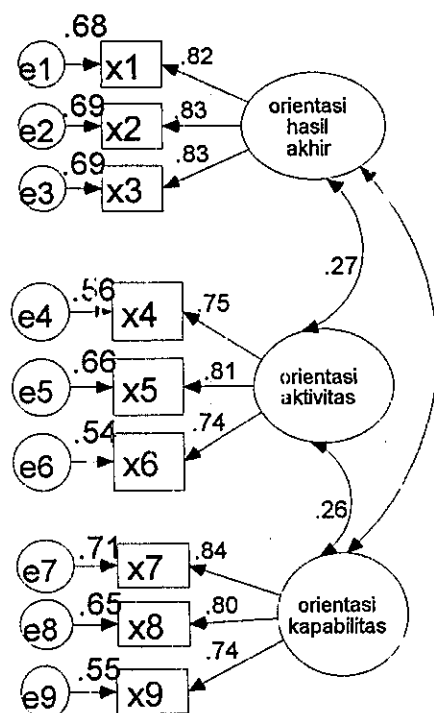 .68
e1 x1 .82
.69
e2 x2 .83
.69
e3 x3 .83
orientasi
hasil
akhir
.27
.56
e4 x4 .75
.66
e5 x5 .81
.54
e6 x6 .74
orientasi
aktivitas
.26
.71
e7 x7 .84
.65
e8 x8 .80
.55
e9 x9 .74
orientasi
kapabilitas